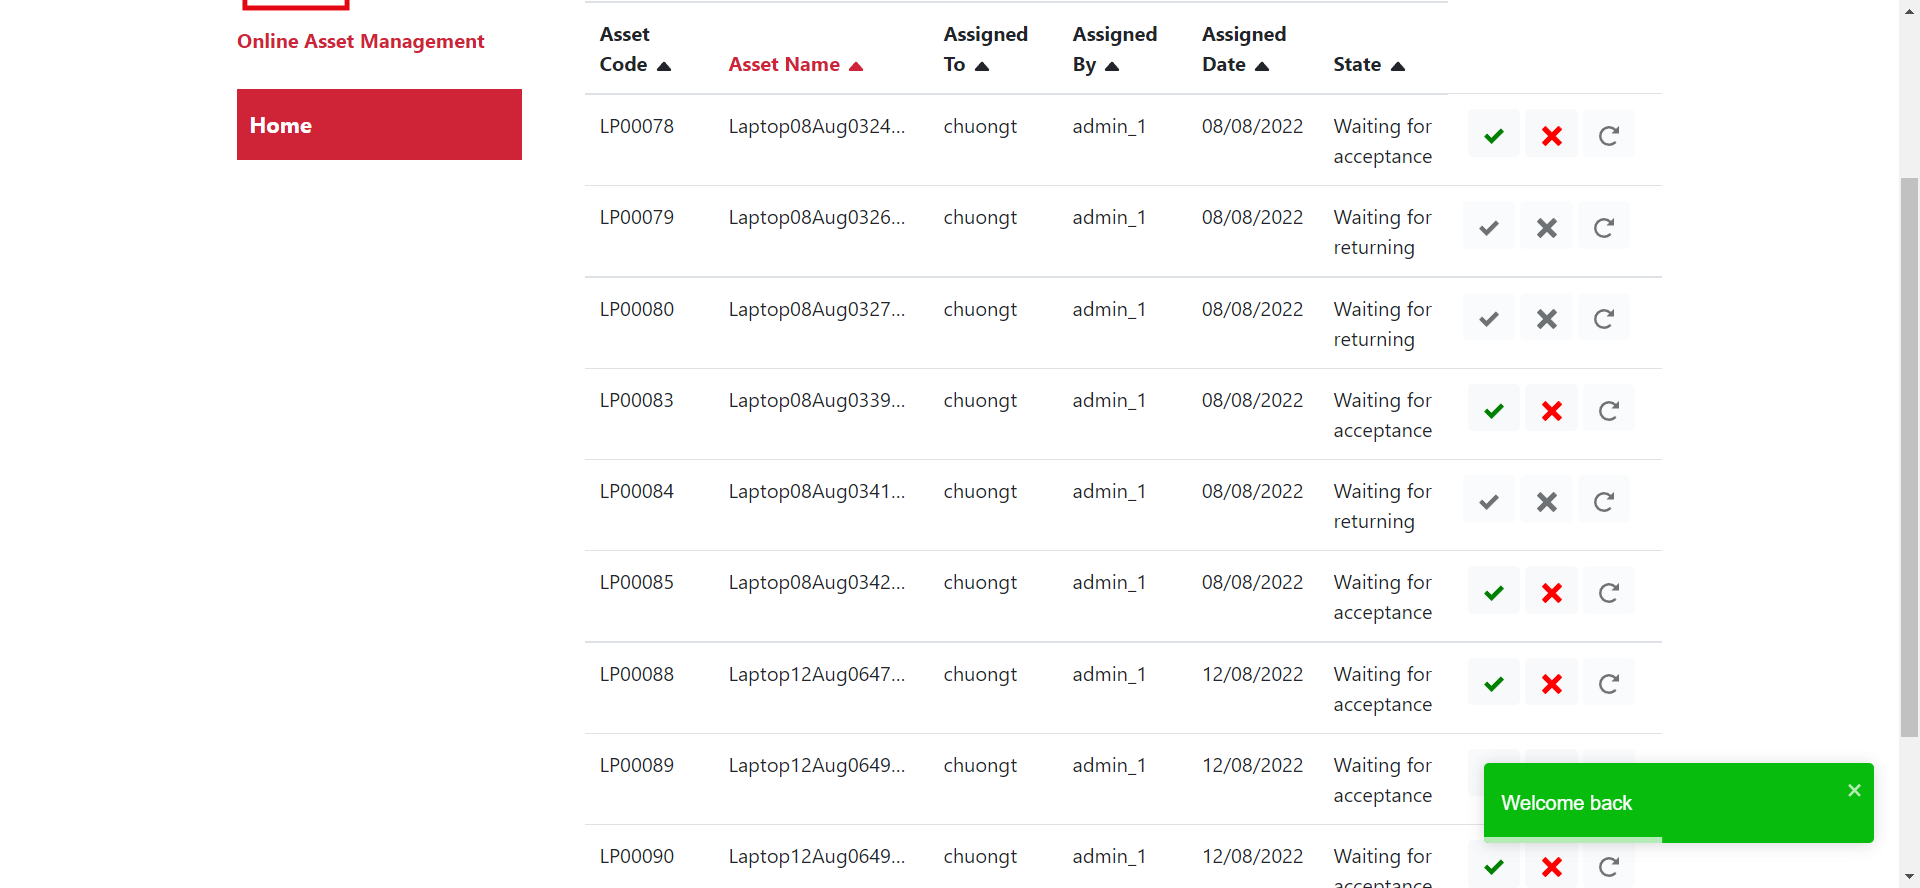 Online Asset Management
Home
Asset Code Asset Name Assigned To Assigned By Assigned Date State
LP00078 Laptop08Aug0324... chuongt admin_1 08/08/2022 Waiting for acceptance
LP00079 Laptop08Aug0326... chuongt admin_1 08/08/2022 Waiting for returning
LP00080 Laptop08Aug0327... chuongt admin_1 08/08/2022 Waiting for returning
LP00083 Laptop08Aug0339... chuongt admin_1 08/08/2022 Waiting for acceptance
LP00084 Laptop08Aug0341... chuongt admin_1 08/08/2022 Waiting for returning
LP00085 Laptop08Aug0342... chuongt admin_1 08/08/2022 Waiting for acceptance
LP00088 Laptop12Aug0647... chuongt admin_1 12/08/2022 Waiting for acceptance
LP00089 Laptop12Aug0649... chuongt admin_1 12/08/2022 Waiting for acceptance
LP00090 Laptop12Aug0649... chuongt admin_1 12/08/2022 Waiting for acceptance
Welcome back